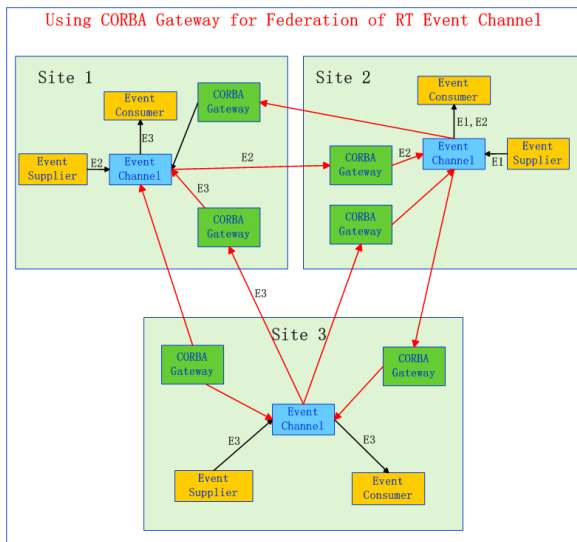 Using CORBA Gateway for Federation of RT Event Channel
Site 1
Event
Consumer
CORBA
Gateway
E3
Event
Supplier
E2
Event
Channel
E2
E3
CORBA
Gateway
Site 2
Event
Consumer
E1,E2
Event
Channel
E1
Event
Supplier
CORBA
Gateway
E2
CORBA
Gateway
E3
Site 3
CORBA
Gateway
CORBA
Gateway
Event
Channel
E3
E3
Event
Supplier
Event
Consumer